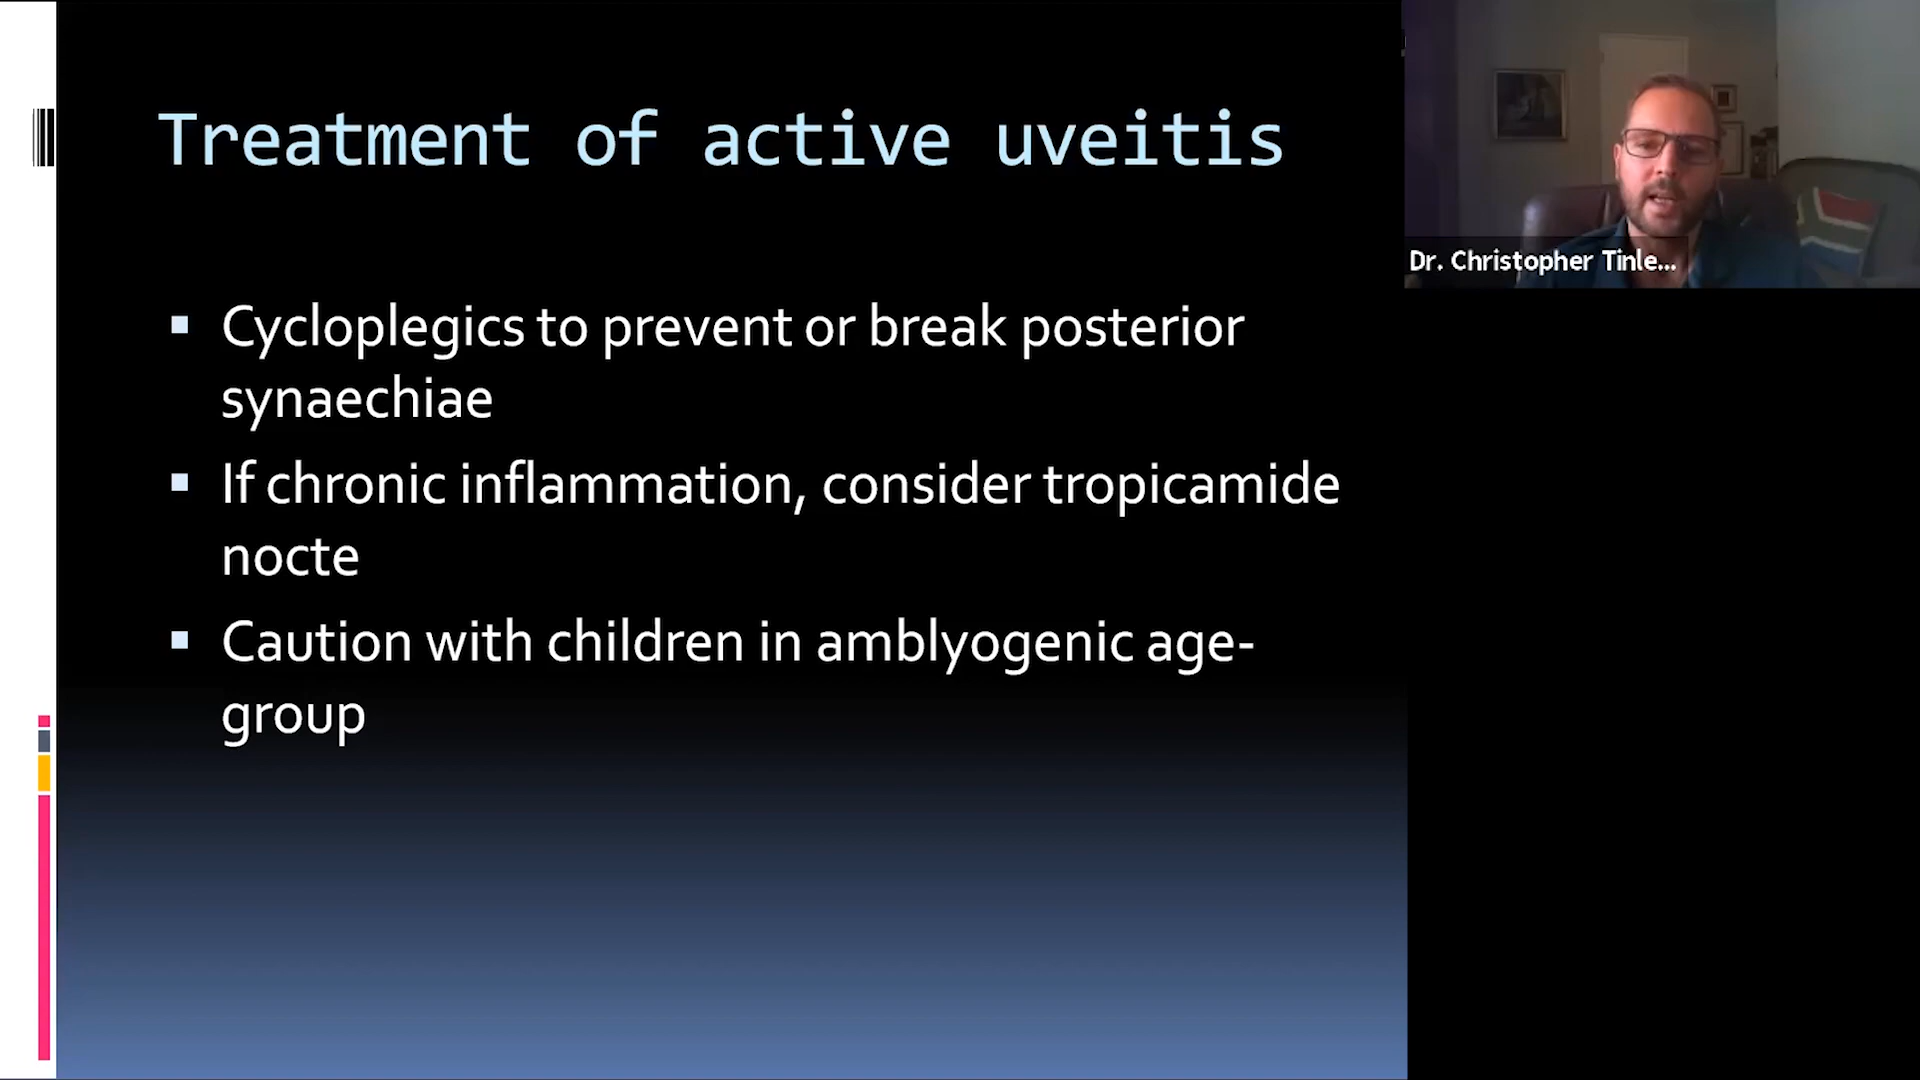 Treatment of active uveitis
Dr. Christopher Tinle...
Cycloplegics to prevent or break posterior
synaechiae
If chronic inflammation, consider tropicamide
nocte
Caution with children in amblyogenic age-
group